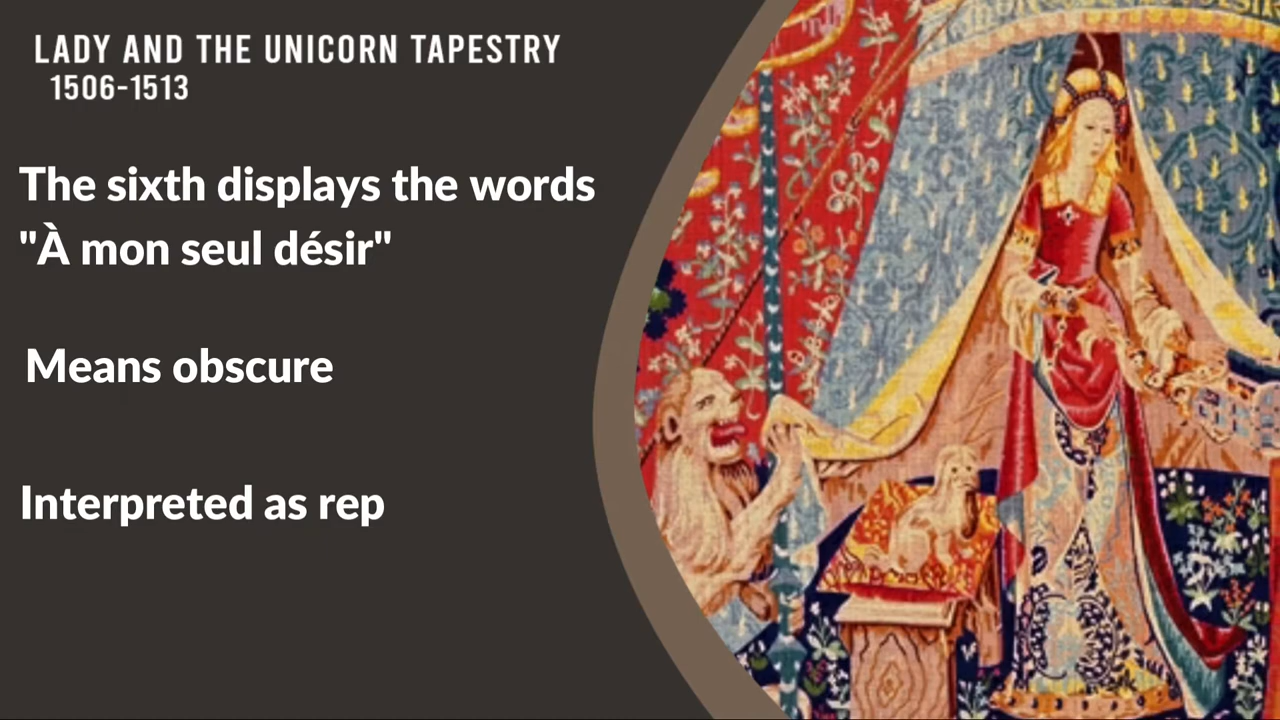 LADY AND THE UNICORN TAPESTRY
1506-1513
The sixth displays the words
"À mon seul désir"
Means obscure
Interpreted as rep